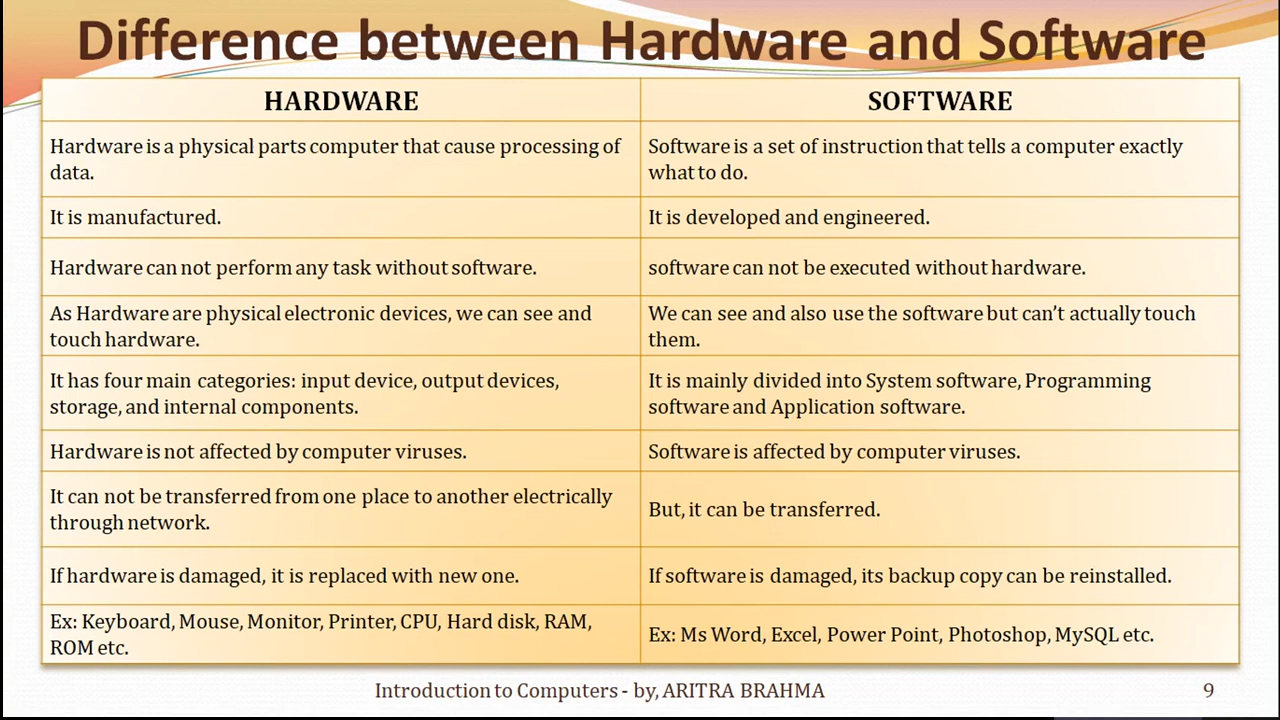 Difference between Hardware and Software
HARDWARE
SOFTWARE
Hardware is a physical parts computer that cause processing of
data.
Software is a set of instruction that tells a computer exactly
what to do.
It is manufactured.
It is developed and engineered.
Hardware can not perform any task without software.
software can not be executed without hardware.
As Hardware are physical electronic devices, we can see and
touch hardware.
We can see and also use the software but can’t actually touch
them.
It has four main categories: input device, output devices,
storage, and internal components.
It is mainly divided into System software, Programming
software and Application software.
Hardware is not affected by computer viruses.
Software is affected by computer viruses.
It can not be transferred from one place to another electrically
through network.
But, it can be transferred.
If hardware is damaged, it is replaced with new one.
If software is damaged, its backup copy can be reinstalled.
Ex: Keyboard, Mouse, Monitor, Printer, CPU, Hard disk, RAM,
ROM etc.
Ex: Ms Word, Excel, Power Point, Photoshop, MySQL etc.
Introduction to Computers - by, ARITRA BRAHMA
9